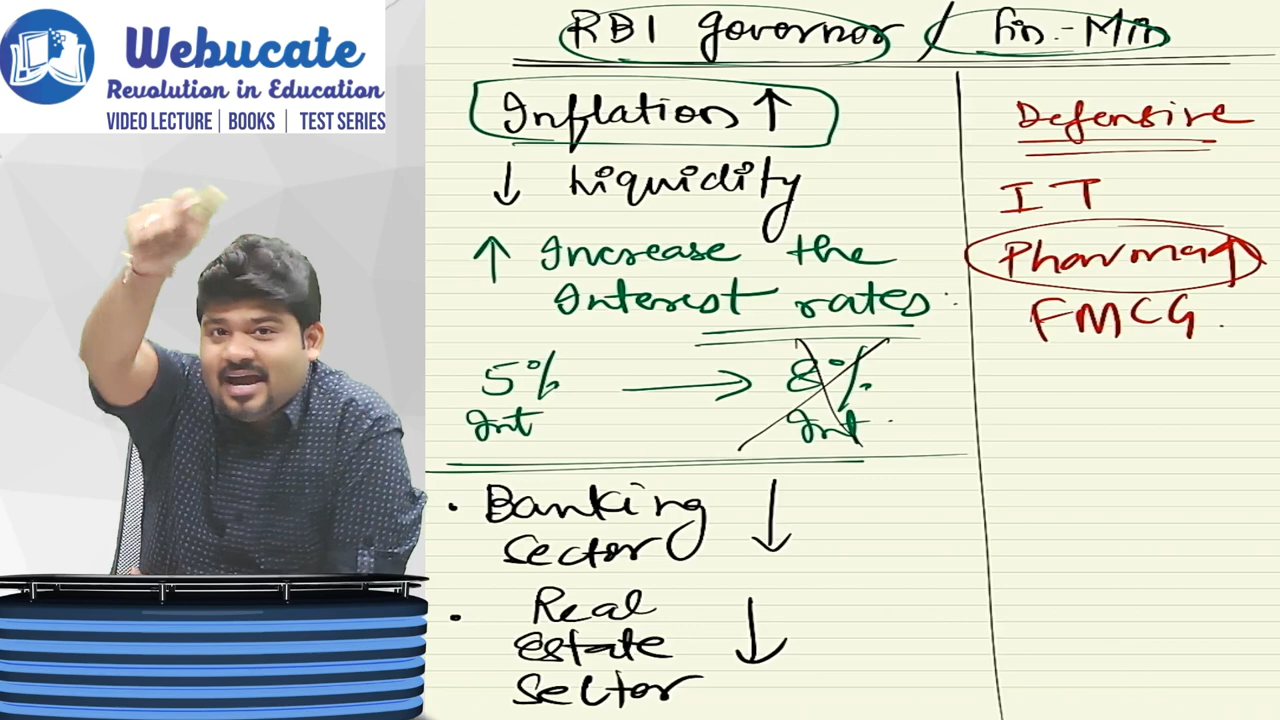 Webucate
Revolution in Education
VIDEO LECTURE | BOOKS | TEST SERIES
RBI governor / fin.-Min
Inflation ↑
↓ Liquidity
↑ Increase the
Interest rates
5% → 8%
Int Int
• Banking ↓
Sector
• Real ↓
Estate
Sector
Defensive
IT
Pharma ↑
FMCG